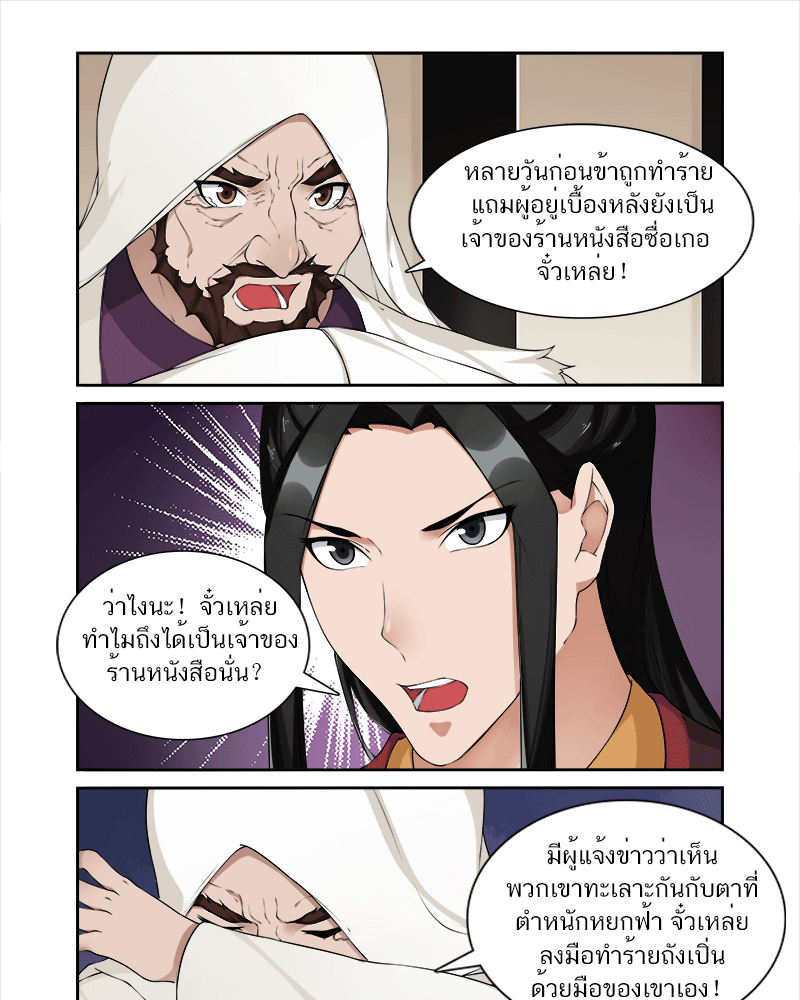 หลายวันก่อนข้าถูกทำร้าย
แถมผู้อยู่เบื้องหลังยังเป็น
เจ้าของร้านหนังสือชื่อเกอ
จั๋วเหล่ย!
ว่าไงนะ! จั๋วเหล่ย
ทำไมถึงได้เป็นเจ้าของ
ร้านหนังสือนั่น?
มีผู้แจ้งข่าวว่าเห็น
พวกเขาทะเลาะกันกับตาที่
ตำหนักหยกฟ้า จั๋วเหล่ย
ลงมือทำร้ายถังเปิ่น
ด้วยมือของเขาเอง!